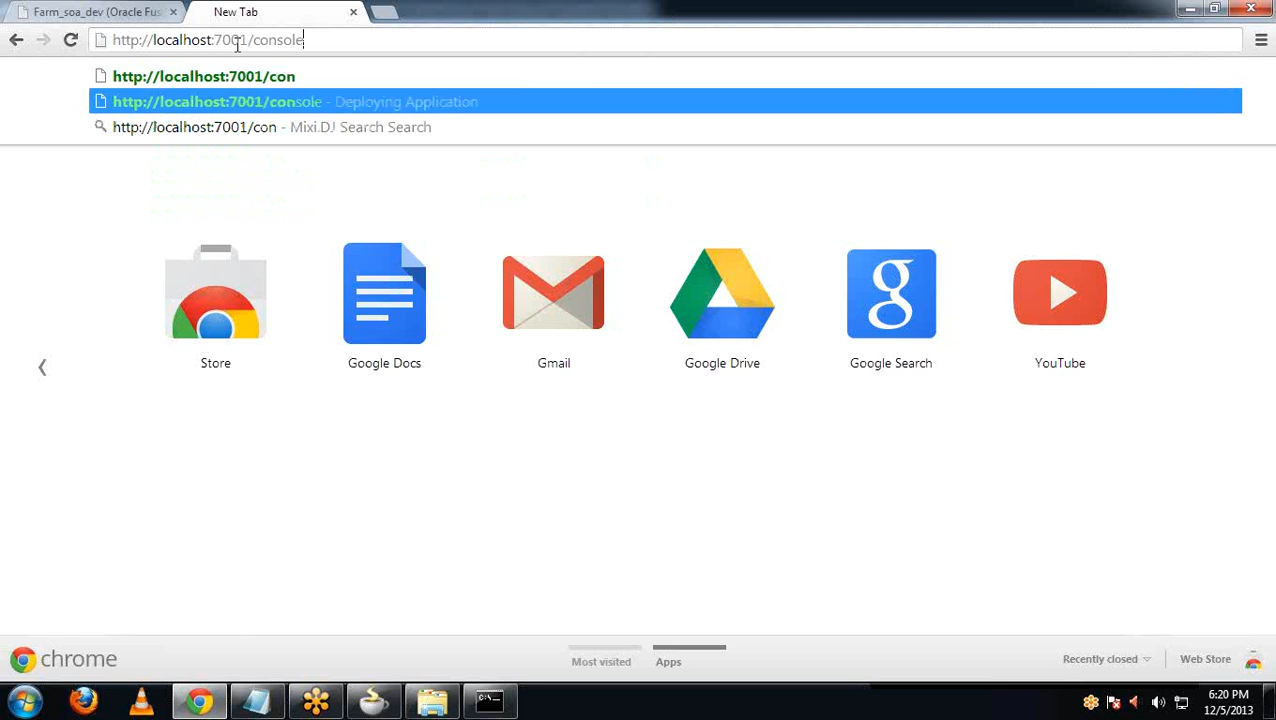 Farm_soa_dev (Oracle Fus
New Tab
http://localhost:7001/console
http://localhost:7001/con
http://localhost:7001/console - Deploying Application
http://localhost:7001/con - Mixi.DJ Search Search
Store
Google Docs
Gmail
Google Drive
Google Search
YouTube
chrome
Most visited
Apps
Recently closed
Web Store
6:20 PM
12/5/2013